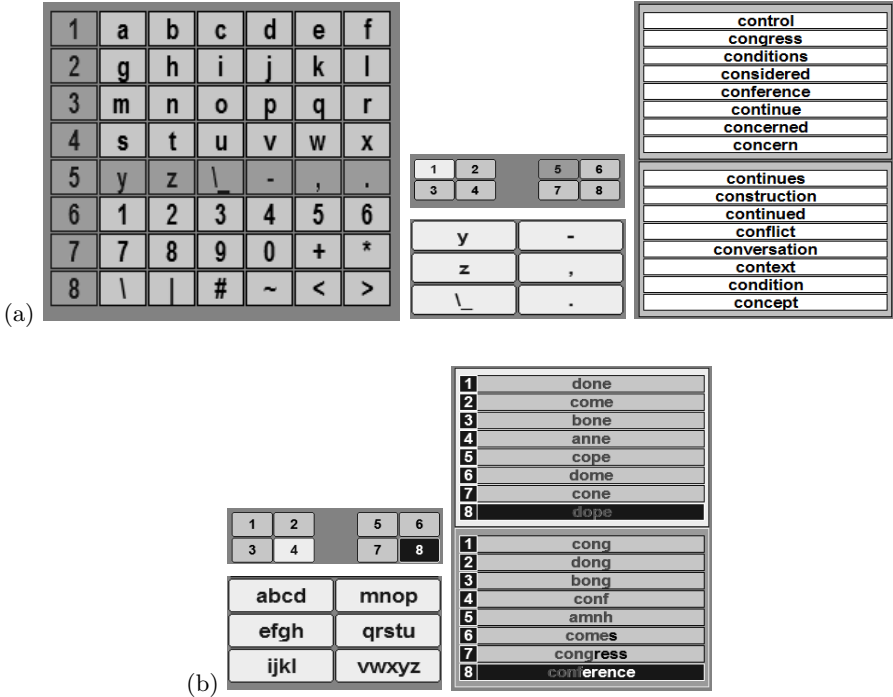 1 a b c d e f
2 g h i j k l
3 m n o p q r
4 s t u v w x
5 y z \_ - , .
6 1 2 3 4 5 6
7 7 8 9 0 + *
8 \ | # ~ < >
1 2 5 6
3 4 7 8
y -
z ,
\_ .
control
congress
conditions
considered
conference
continue
concerned
concern
continues
construction
continued
conflict
conversation
context
condition
concept
(a)
1 2 5 6
3 4 7 8
abcd mnop
efgh qrstu
ijkl vwxyz
1 done
2 come
3 bone
4 anne
5 cope
6 dome
7 cone
8 dope
1 cong
2 dong
3 bong
4 conf
5 amnh
6 comes
7 congress
8 conference
(b)